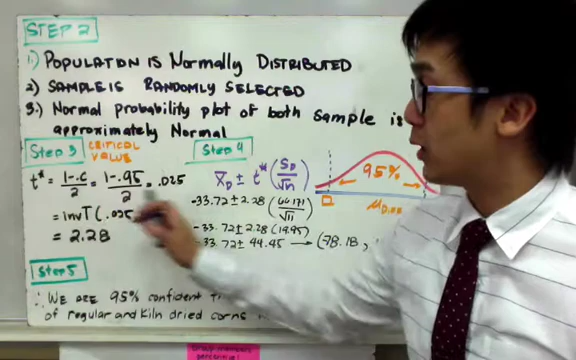 STEP 2
1.) POPULATION IS NORMALLY DISTRIBUTED
2) SAMPLE IS RANDOMLY SELECTED
3.) Normal probability plot of both sample is
approximately Normal
Step 3 CRITICAL VALUE
t* = 1-.C/2 = 1-.95/2 = .025
= invT (.025
= 2.28
Step 4
X̄D ± t* (SD/√n)
-33.72 ± 2.28 (66.171/√11)
-33.72 ± 2.28 (19.95)
33.72 ± 44.45 → (78.18,
95%
μDiff
Step 5
∴ WE ARE 95% confident
of regular and Kiln dried corns